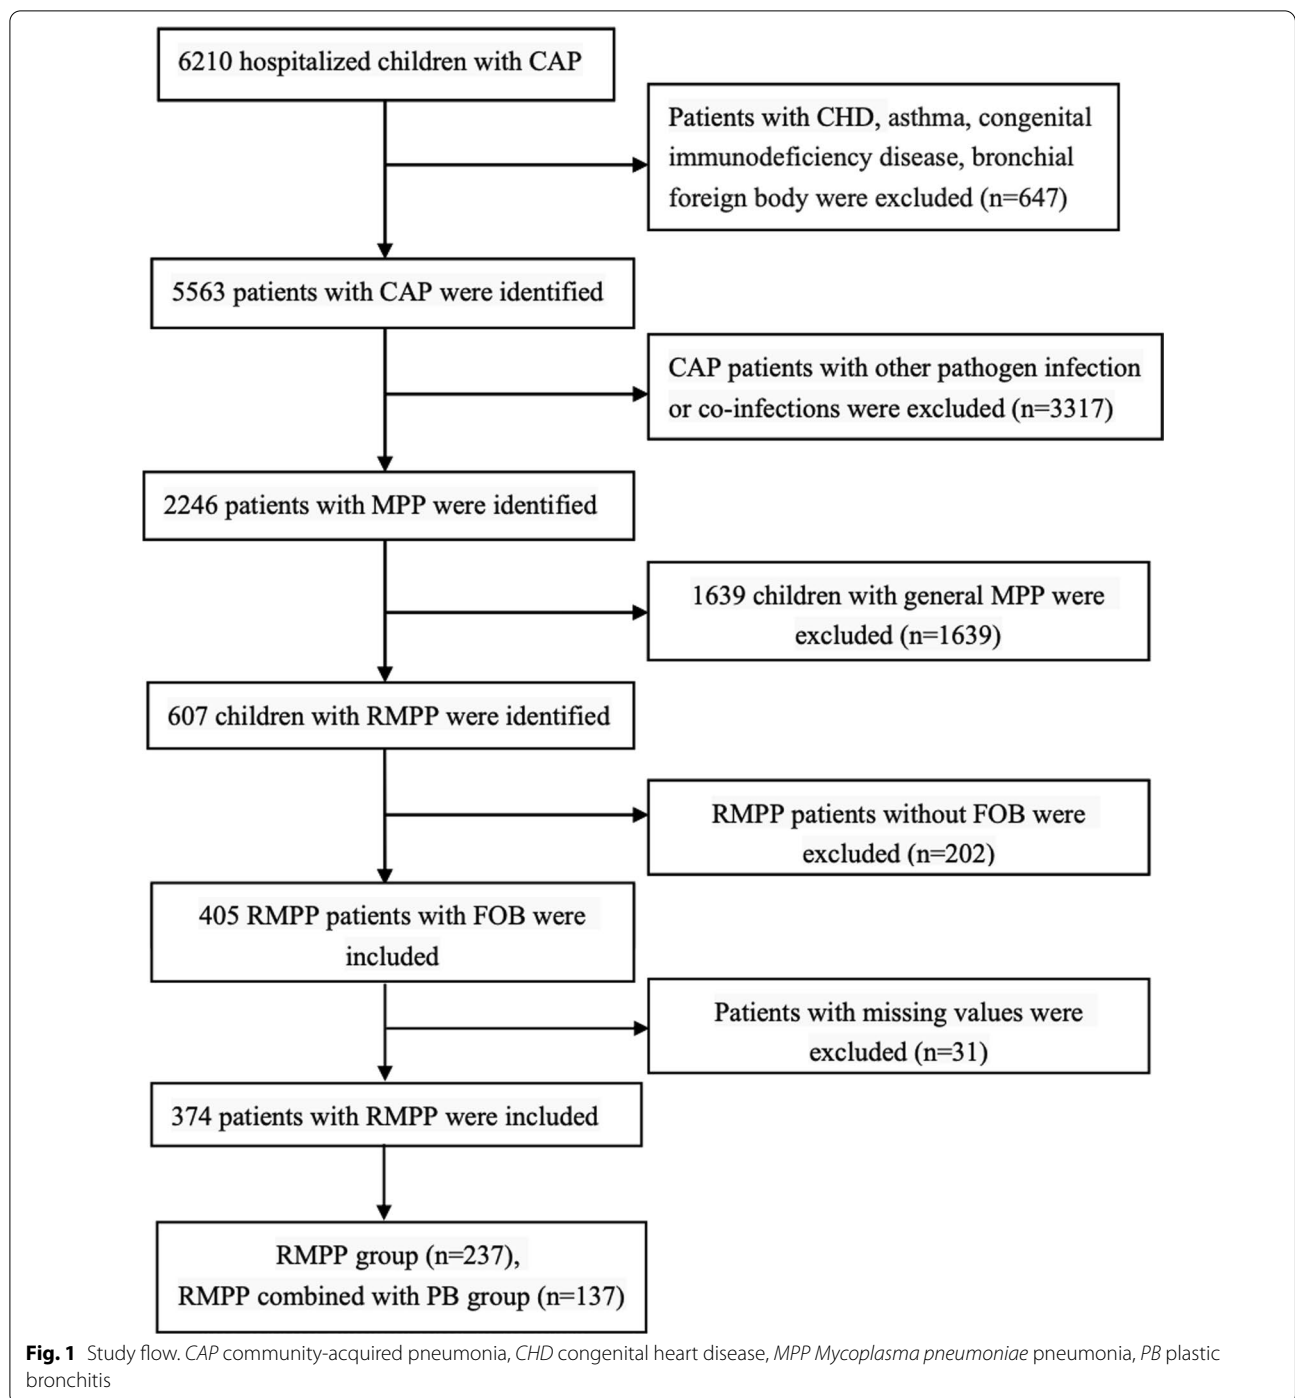 6210 hospitalized children with CAP
Patients with CHD, asthma, congenital
immunodeficiency disease, bronchial
foreign body were excluded (n=647)
5563 patients with CAP were identified
CAP patients with other pathogen infection
or co-infections were excluded (n=3317)
2246 patients with MPP were identified
1639 children with general MPP were
excluded (n=1639)
607 children with RMPP were identified
RMPP patients without FOB were
excluded (n=202)
405 RMPP patients with FOB were
included
Patients with missing values were
excluded (n=31)
374 patients with RMPP were included
RMPP group (n=237),
RMPP combined with PB group (n=137)
Fig. 1 Study flow. CAP community-acquired pneumonia, CHD congenital heart disease, MPP Mycoplasma pneumoniae pneumonia, PB plastic
bronchitis